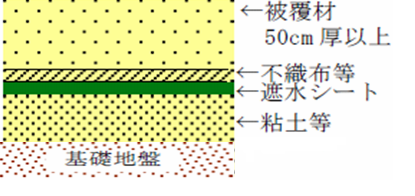 ←被覆材
50cm 厚以上
←不織布等
←遮水シート
←粘土等
基礎地盤